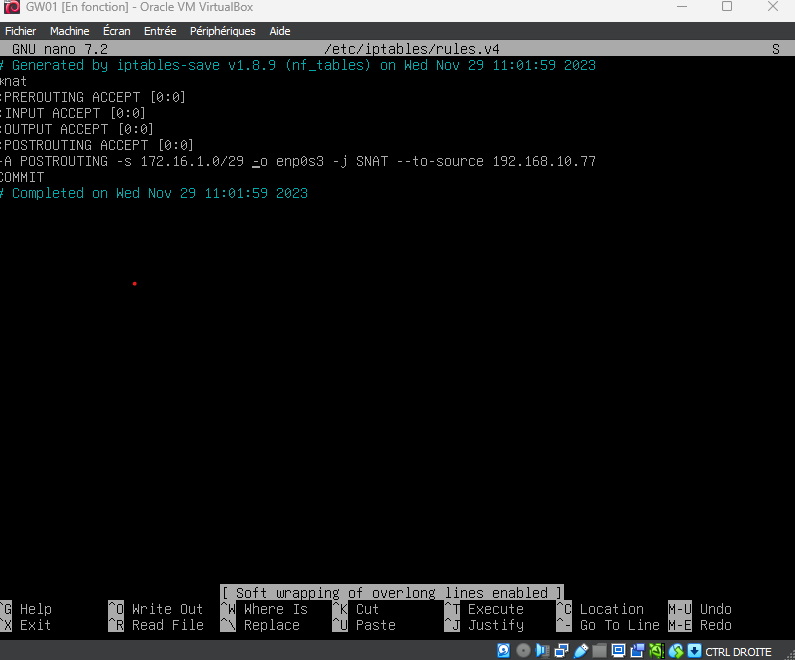 GW01 [En fonction] - Oracle VM VirtualBox
Fichier Machine Écran Entrée Périphériques Aide
GNU nano 7.2 /etc/iptables/rules.v4 S
# Generated by iptables-save v1.8.9 (nf_tables) on Wed Nov 29 11:01:59 2023
*nat
:PREROUTING ACCEPT [0:0]
:INPUT ACCEPT [0:0]
:OUTPUT ACCEPT [0:0]
:POSTROUTING ACCEPT [0:0]
-A POSTROUTING -s 172.16.1.0/29 -o enp0s3 -j SNAT --to-source 192.168.10.77
COMMIT
# Completed on Wed Nov 29 11:01:59 2023
[ Soft wrapping of overlong lines enabled ]
^G Help ^O Write Out ^W Where Is ^K Cut ^T Execute ^C Location M-U Undo
^X Exit ^R Read File ^\ Replace ^U Paste ^J Justify ^- Go To Line M-E Redo
CTRL DROITE